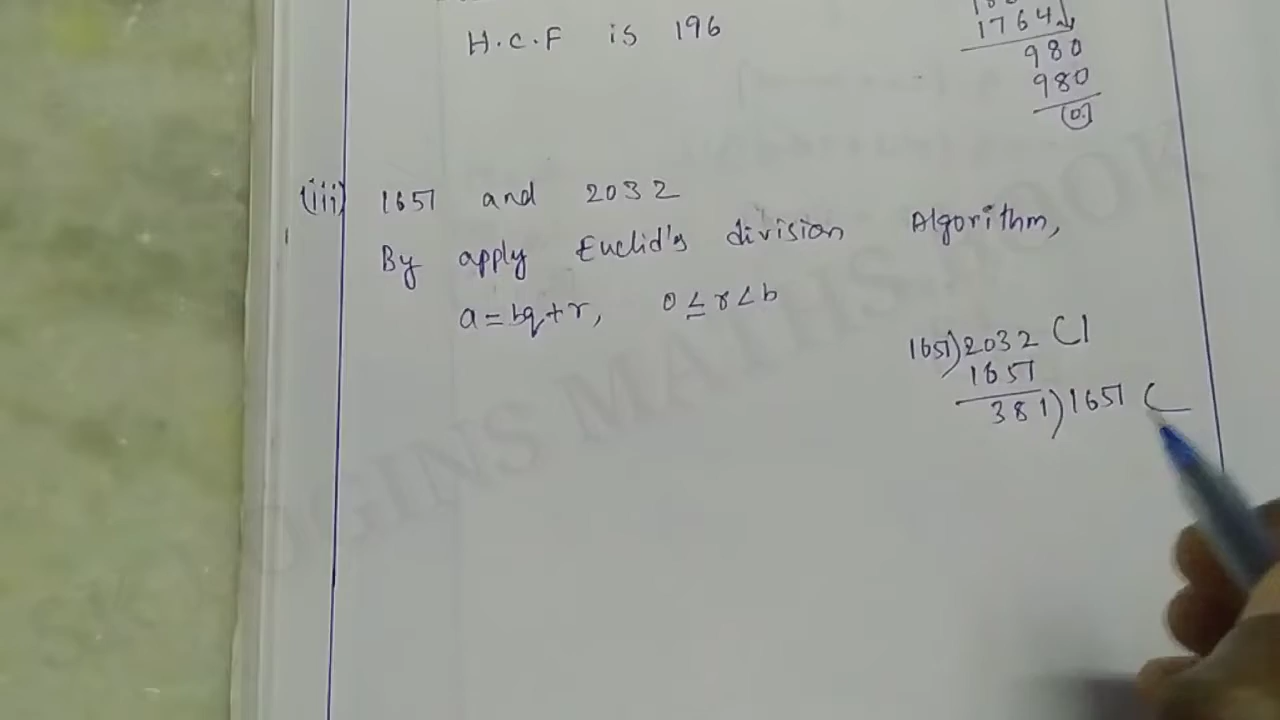 H.C.F is 196
1764
980
980
0
(iii) 1651 and 2032
By apply Euclid's division Algorithm,
a = bq + r, 0 ≤ r < b
1651) 2032 ( 1
1651
381) 1651 (